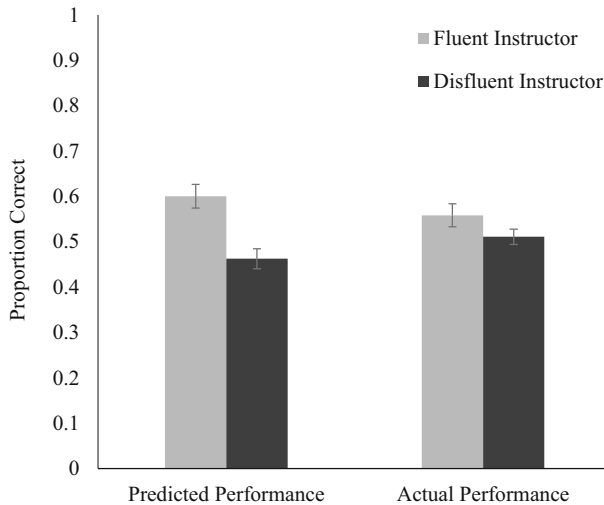 Proportion Correct
1
0.9
0.8
0.7
0.6
0.5
0.4
0.3
0.2
0.1
0
Fluent Instructor
Disfluent Instructor
Predicted Performance
Actual Performance